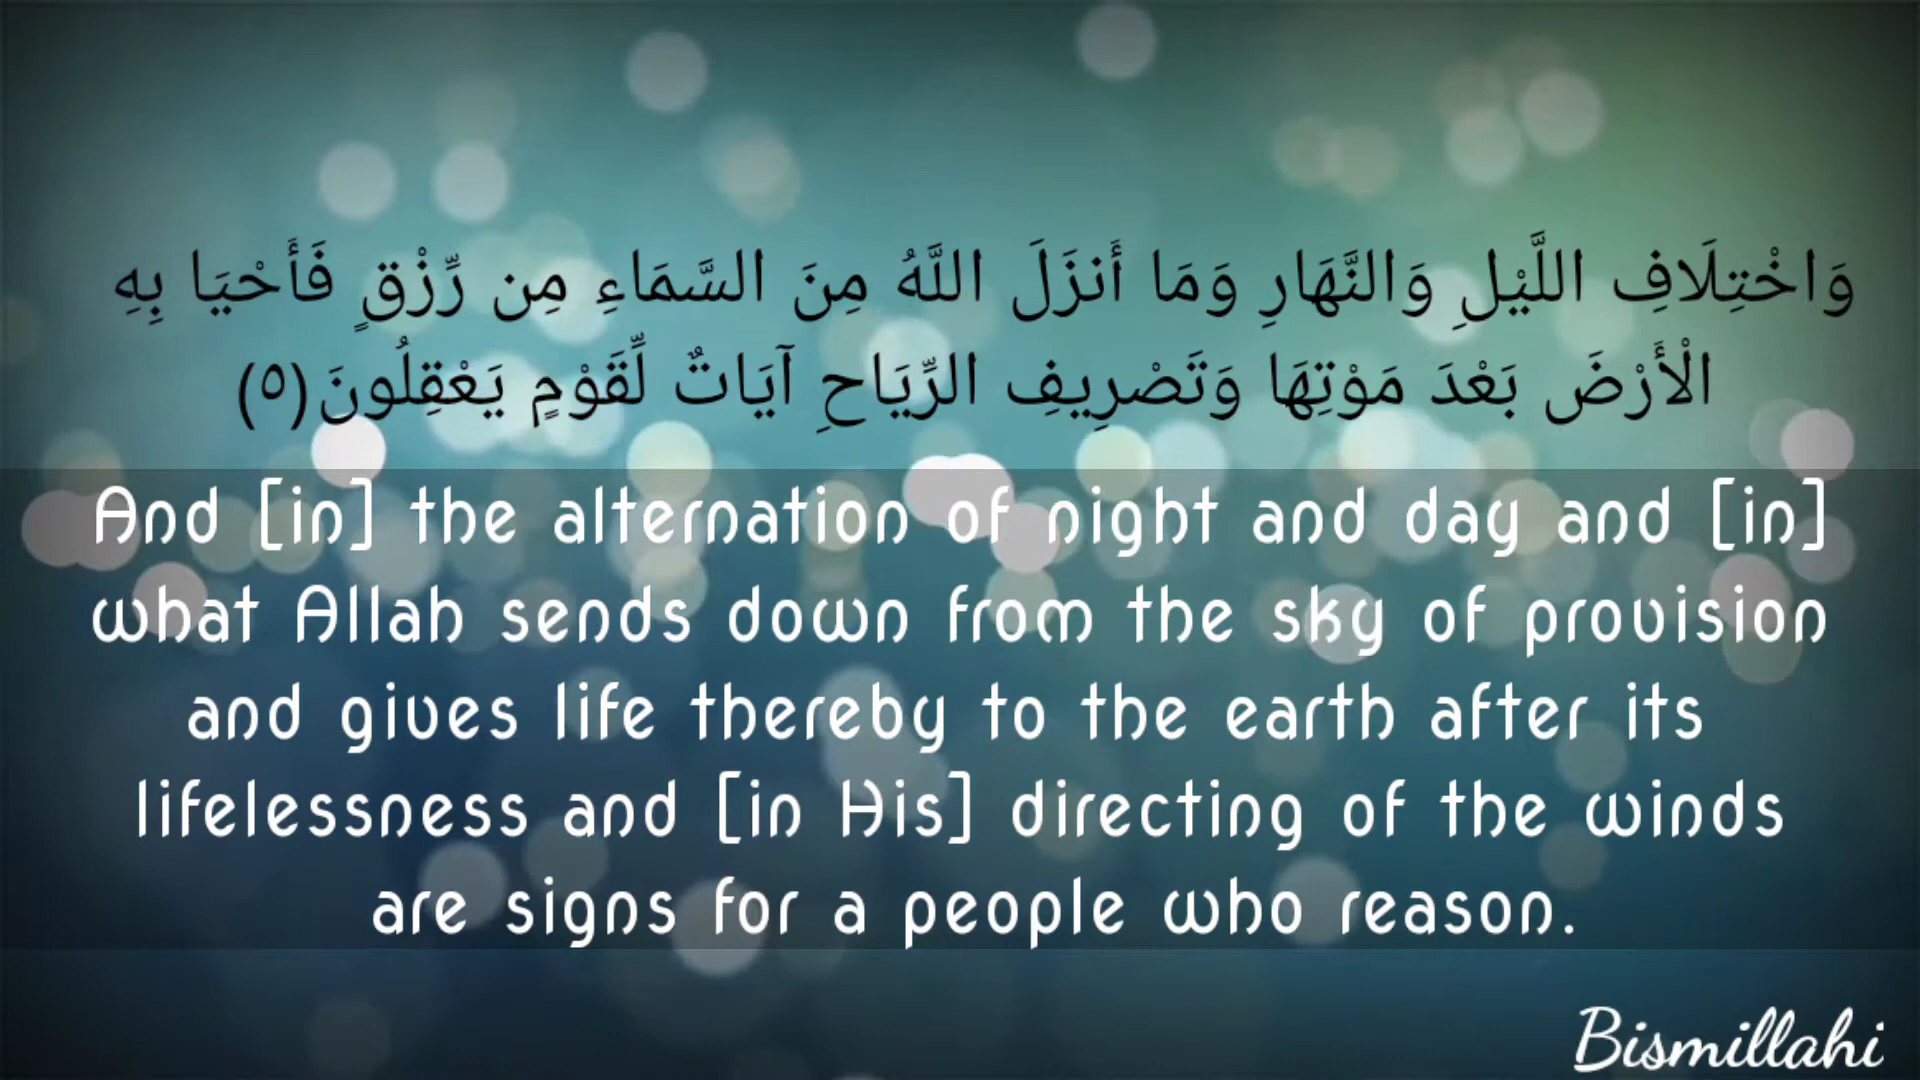 وَاخْتِلَافِ اللَّيْلِ وَالنَّهَارِ وَمَا أَنزَلَ اللَّهُ مِنَ السَّمَاءِ مِن رِّزْقٍ فَأَحْيَا بِهِ
الْأَرْضَ بَعْدَ مَوْتِهَا وَتَصْرِيفِ الرِّيَاحِ آيَاتٌ لِّقَوْمٍ يَعْقِلُونَ (٥)
And [in] the alternation of night and day and [in]
what Allah sends down from the sky of provision
and gives life thereby to the earth after its
lifelessness and [in His] directing of the winds
are signs for a people who reason.
Bismillahi